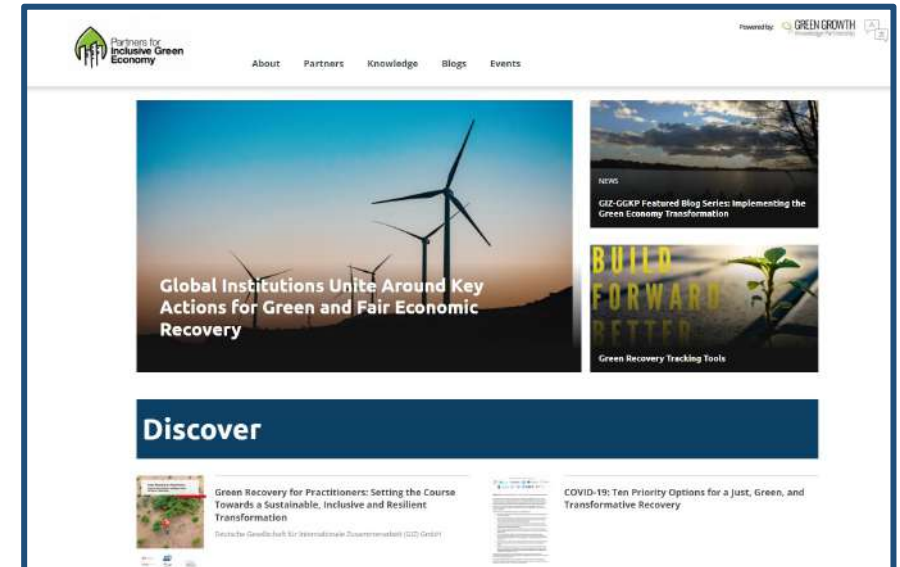 Partners for
Inclusive Green
Economy
Powered by:
GREEN GROWTH
Knowledge Partnership
About Partners Knowledge Blogs Events
Global Institutions Unite Around Key
Actions for Green and Fair Economic
Recovery
NEWS
GIZ-GGKP Featured Blog Series: Implementing the
Green Economy Transformation
BUILD
FORWARD
BETTER
Green Recovery Tracking Tools
Discover
Green Recovery for Practitioners: Setting the Course
Towards a Sustainable, Inclusive and Resilient
Transformation
Deutsche Gesellschaft für Internationale Zusammenarbeit (GIZ) GmbH
COVID-19: Ten Priority Options for a Just, Green, and
Transformative Recovery